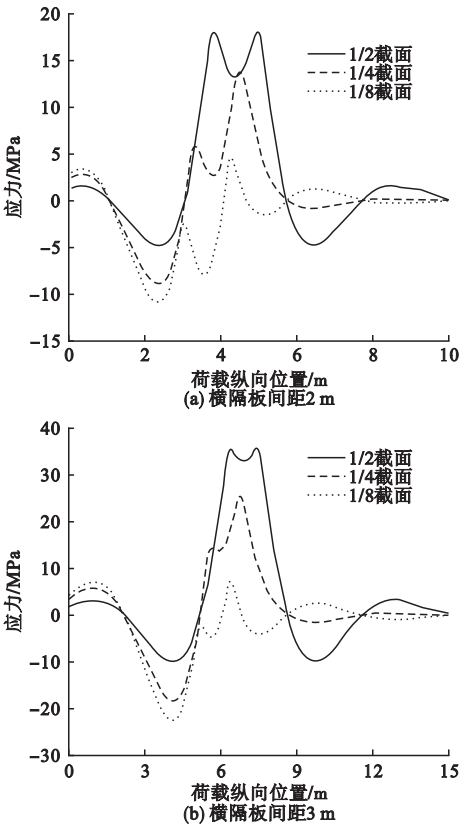 20
15
10
5
0
−5
−10
−15
应力/MPa
1/2截面
1/4截面
1/8截面
0 2 4 6 8 10
荷载纵向位置/m
(a) 横隔板间距2 m
40
30
20
10
0
−10
−20
−30
应力/MPa
1/2截面
1/4截面
1/8截面
0 3 6 9 12 15
荷载纵向位置/m
(b) 横隔板间距3 m